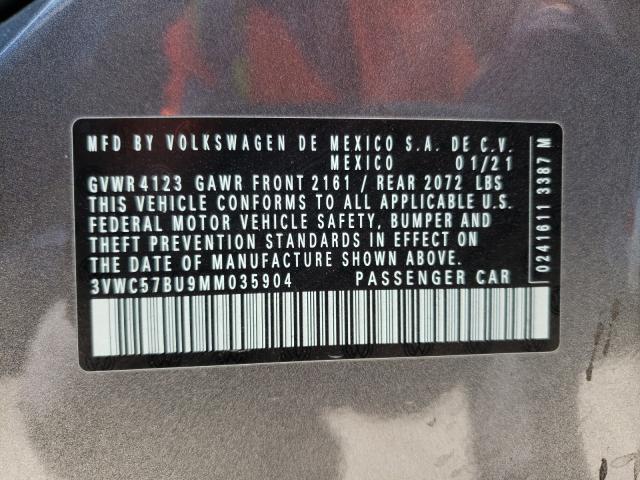 MFD BY VOLKSWAGEN DE MEXICO S.A. DE C.V.
MEXICO 01/21
GVWR 4123 GAWR FRONT 2161 / REAR 2072 LBS
THIS VEHICLE CONFORMS TO ALL APPLICABLE U.S.
FEDERAL MOTOR VEHICLE SAFETY, BUMPER AND
THEFT PREVENTION STANDARDS IN EFFECT ON
THE DATE OF MANUFACTURE SHOWN ABOVE.
3VWC57BU9MM035904 PASSENGER CAR
0241611 3387 M